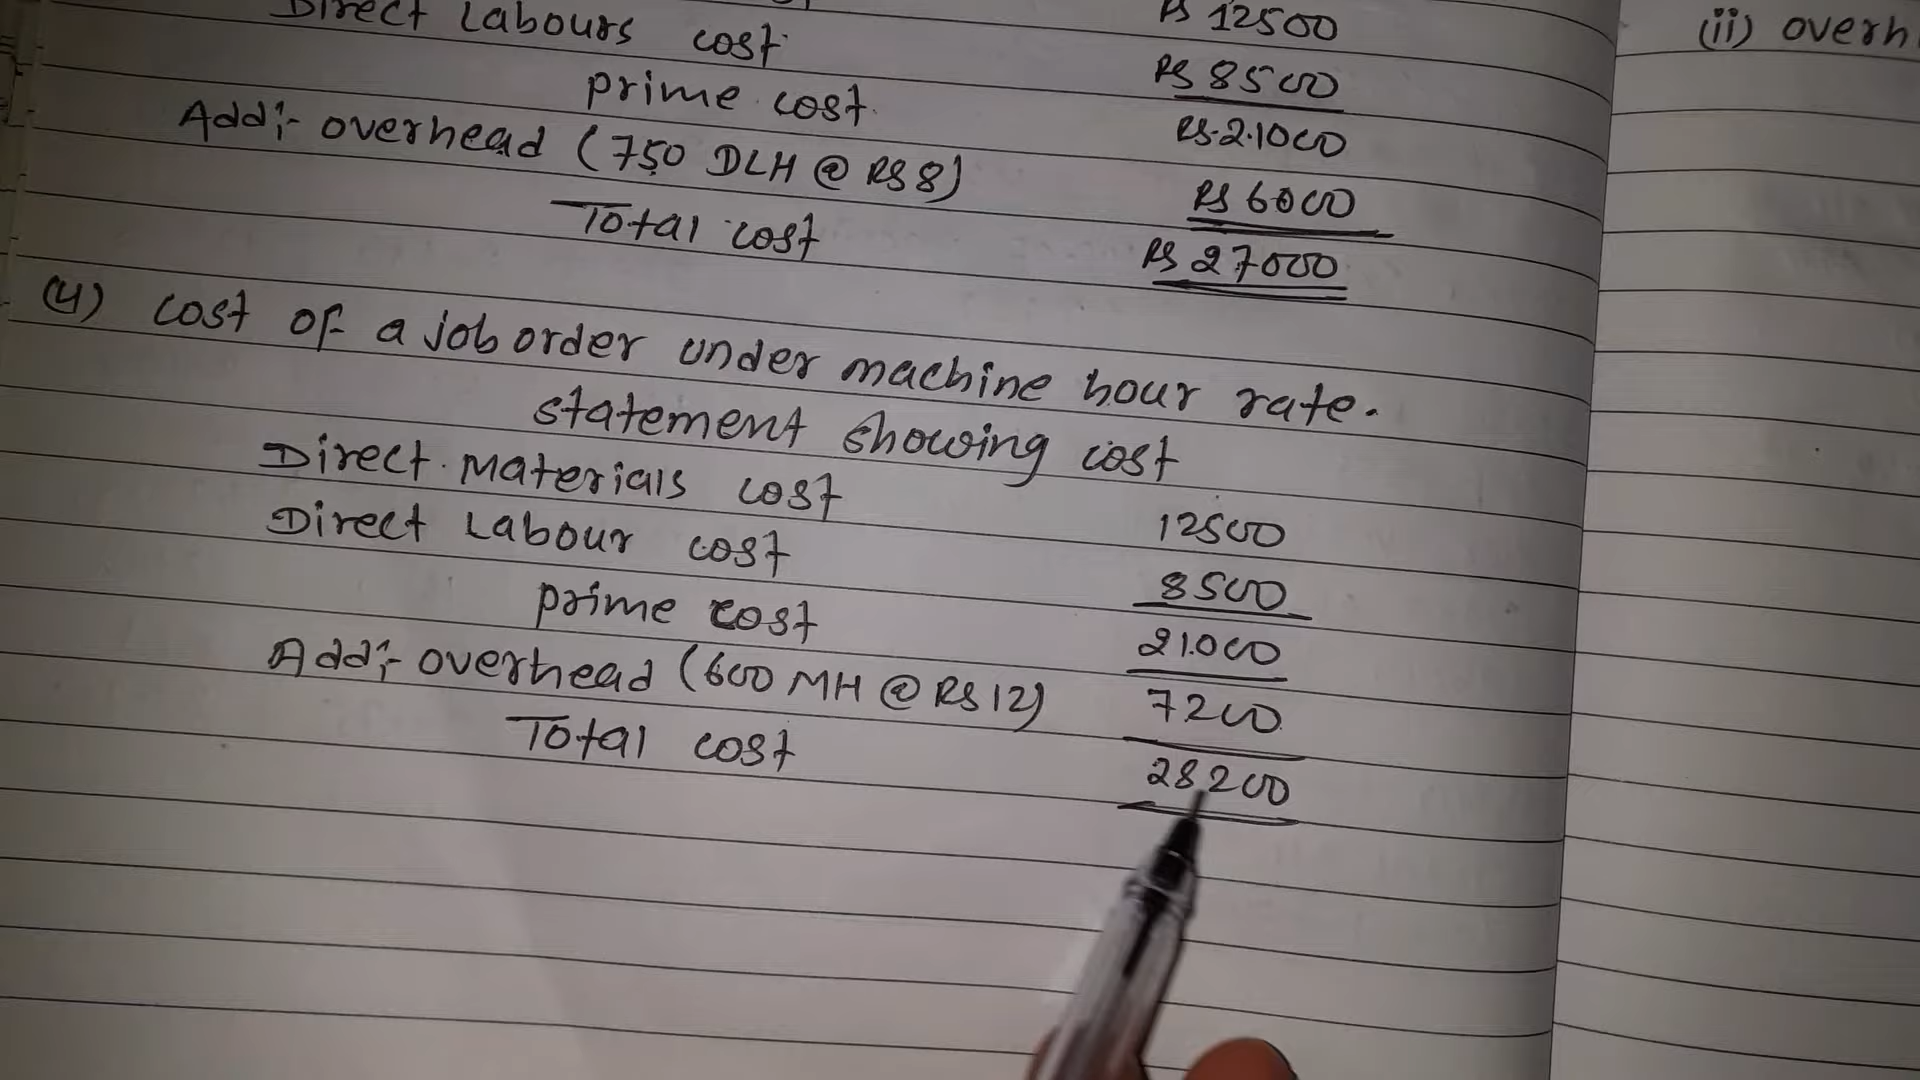 Direct Labours cost Rs 12500
(ii) overh
Rs 8500
prime cost Rs.21000
Add:- overhead (750 DLH @ RS 8) Rs 6000
Total cost Rs 27000
(4) cost of a job order under machine hour rate.
statement showing cost
Direct Materials cost 12500
Direct Labour cost 8500
prime cost 21000
Add:- overhead (600 MH @ RS 12) 7200
Total cost 28200